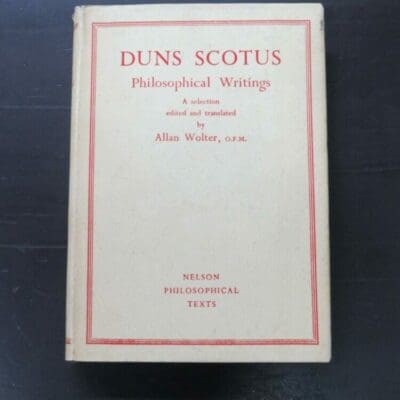 DUNS SCOTUS
Philosophical Writings
A selection
edited and translated
by
Allan Wolter, O.F.M.
NELSON
PHILOSOPHICAL
TEXTS